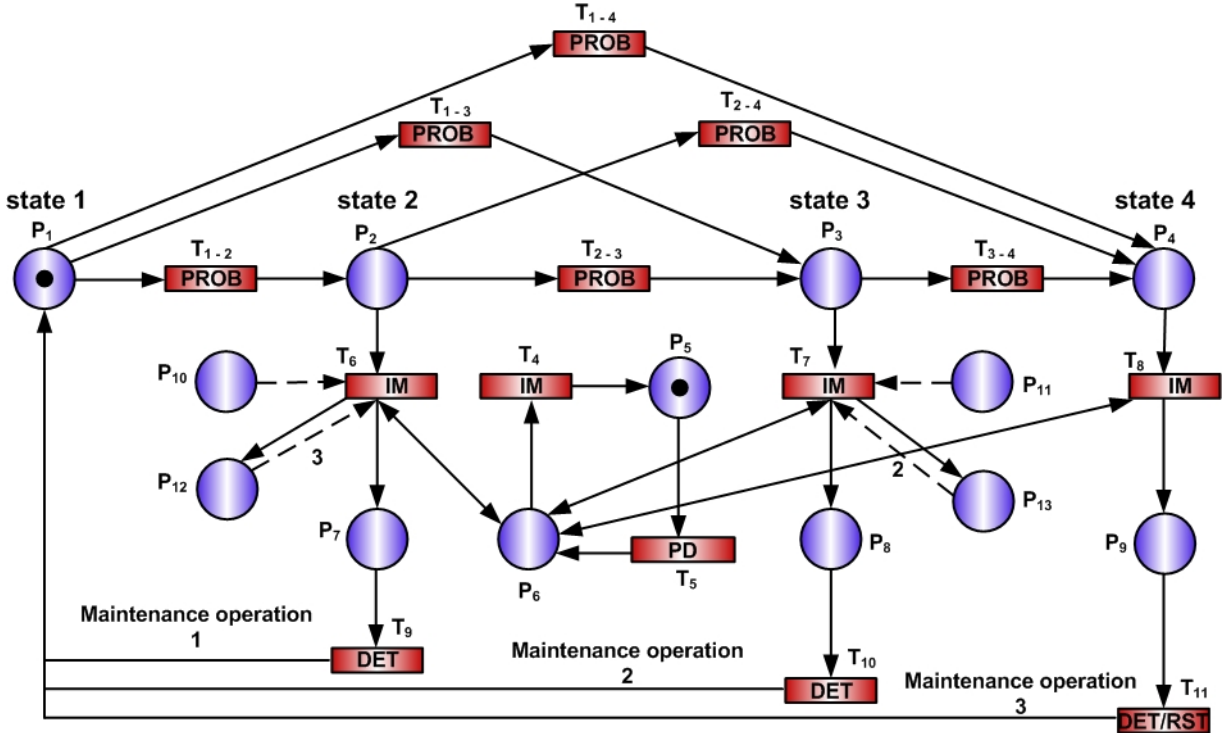 T1 - 4
PROB
T1 - 3
T2 - 4
PROB
PROB
state 1
state 2
state 3
state 4
P1
P2
P3
P4
T1 - 2
T2 - 3
T3 - 4
PROB
PROB
PROB
T6
T4
P5
T7
T8
P10
IM
IM
IM
P11
IM
3
2
P12
P13
P7
P8
P9
PD
P6
T5
Maintenance operation
1
T9
DET
Maintenance operation
2
T10
DET
Maintenance operation
3
T11
DET/RST